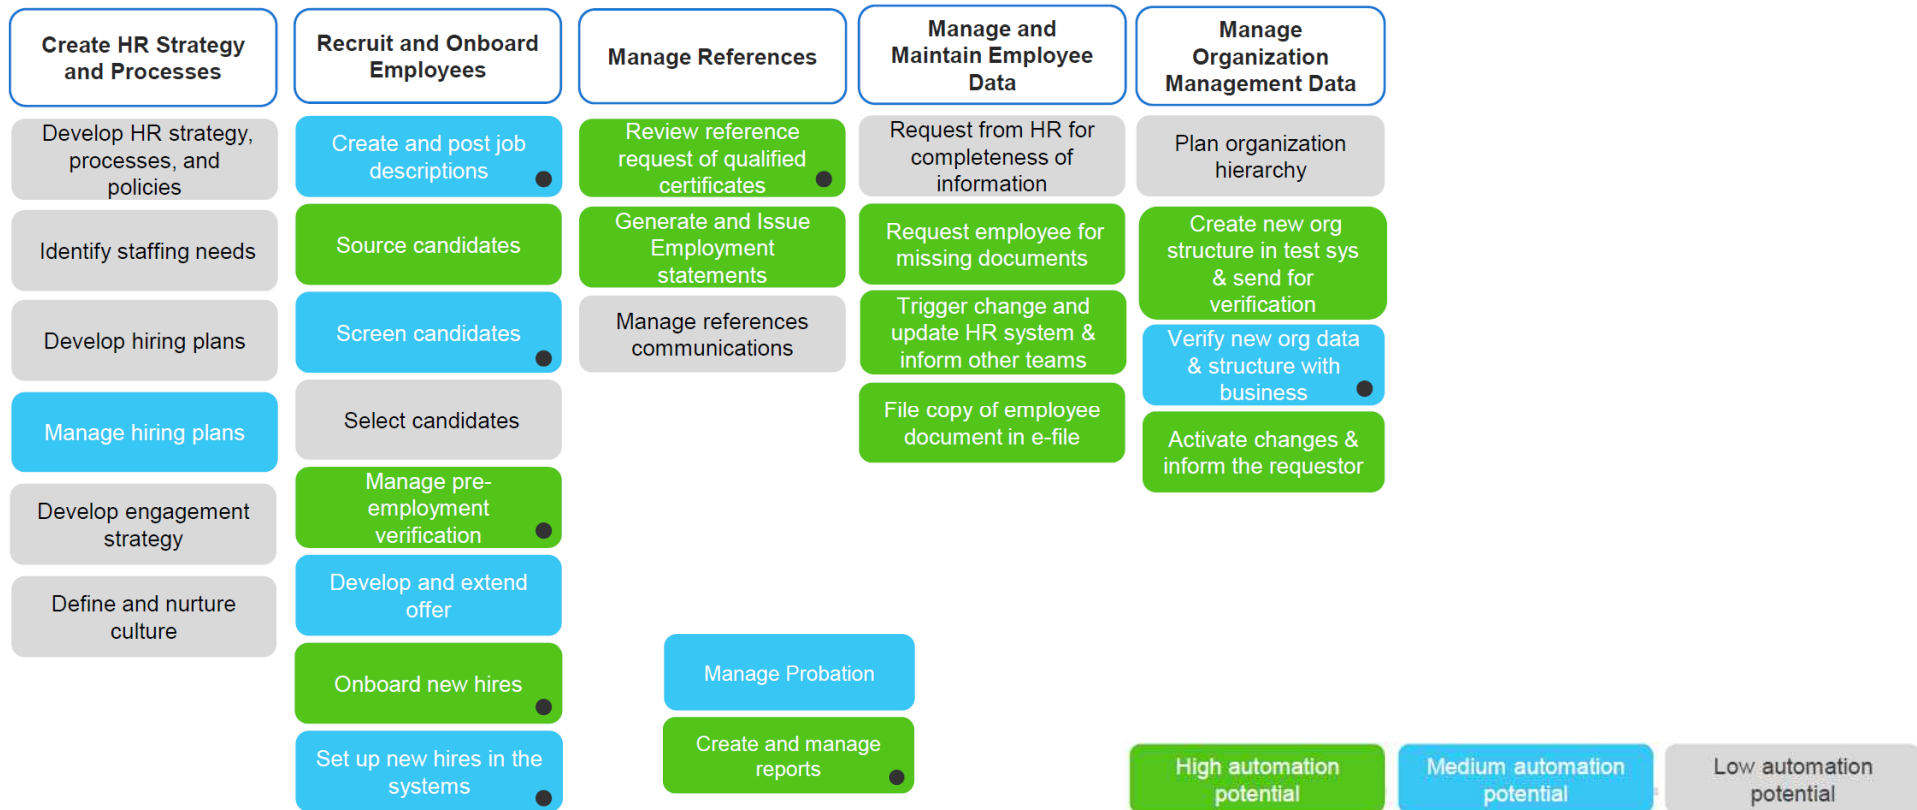 Create HR Strategy
and Processes
Develop HR strategy,
processes, and
policies
Identify staffing needs
Develop hiring plans
Manage hiring plans
Develop engagement
strategy
Define and nurture
culture
Recruit and Onboard
Employees
Create and post job
descriptions
Source candidates
Screen candidates
Select candidates
Manage pre-
employment
verification
Develop and extend
offer
Onboard new hires
Set up new hires in the
systems
Manage References
Review reference
request of qualified
certificates
Generate and Issue
Employment
statements
Manage references
communications
Manage and
Maintain Employee
Data
Request from HR for
completeness of
information
Request employee for
missing documents
Trigger change and
update HR system &
inform other teams
File copy of employee
document in e-file
Manage
Organization
Management Data
Plan organization
hierarchy
Create new org
structure in test sys
& send for
verification
Verify new org data
& structure with
business
Activate changes &
inform the requestor
Manage Probation
Create and manage
reports
High automation
potential
Medium automation
potential
Low automation
potential